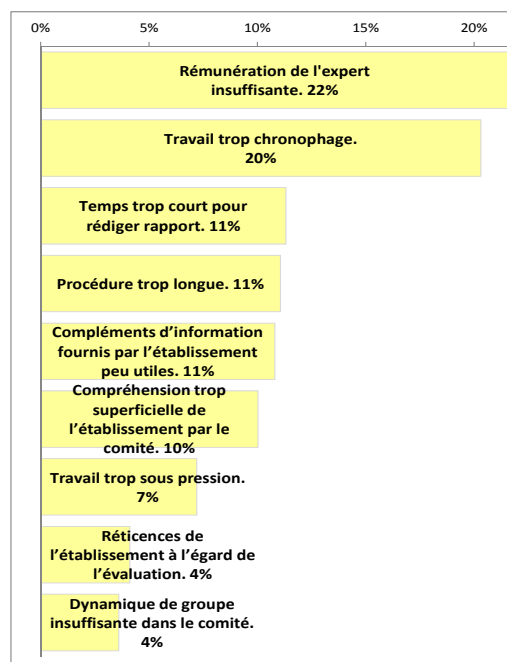 0% 5% 10% 15% 20%
Rémunération de l'expert
insuffisante. 22%
Travail trop chronophage.
20%
Temps trop court pour
rédiger rapport. 11%
Procédure trop longue. 11%
Compléments d’information
fournis par l’établissement
peu utiles. 11%
Compréhension trop
superficielle de
l’établissement par le
comité. 10%
Travail trop sous pression.
7%
Réticences de
l’établissement à l’égard de
l’évaluation. 4%
Dynamique de groupe
insuffisante dans le comité.
4%